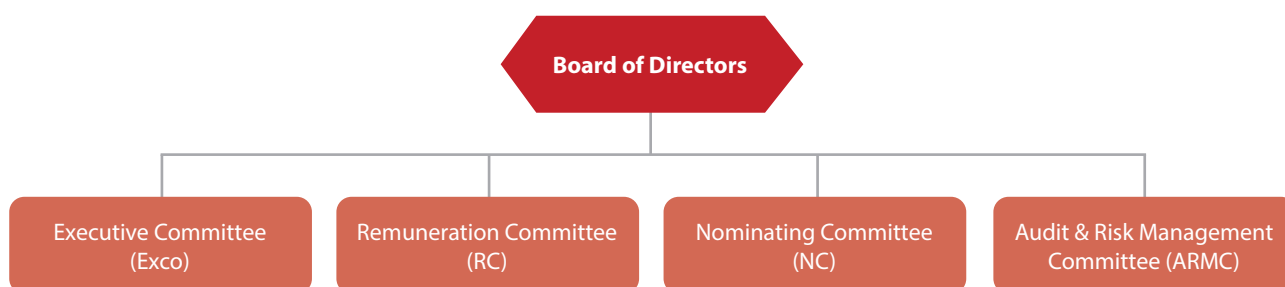 Board of Directors
Executive Committee
(Exco)
Remuneration Committee
(RC)
Nominating Committee
(NC)
Audit & Risk Management
Committee (ARMC)